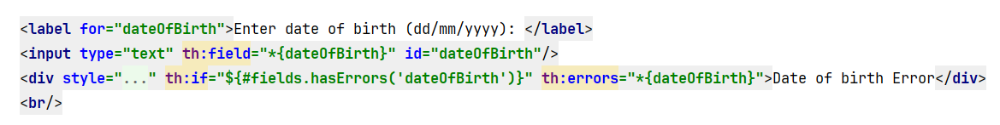 <label for="dateOfBirth">Enter date of birth (dd/mm/yyyy): </label>
<input type="text" th:field="*{dateOfBirth}" id="dateOfBirth"/>
<div style="..." th:if="${#fields.hasErrors('dateOfBirth')}" th:errors="*{dateOfBirth}">Date of birth Error</div>
<br/>